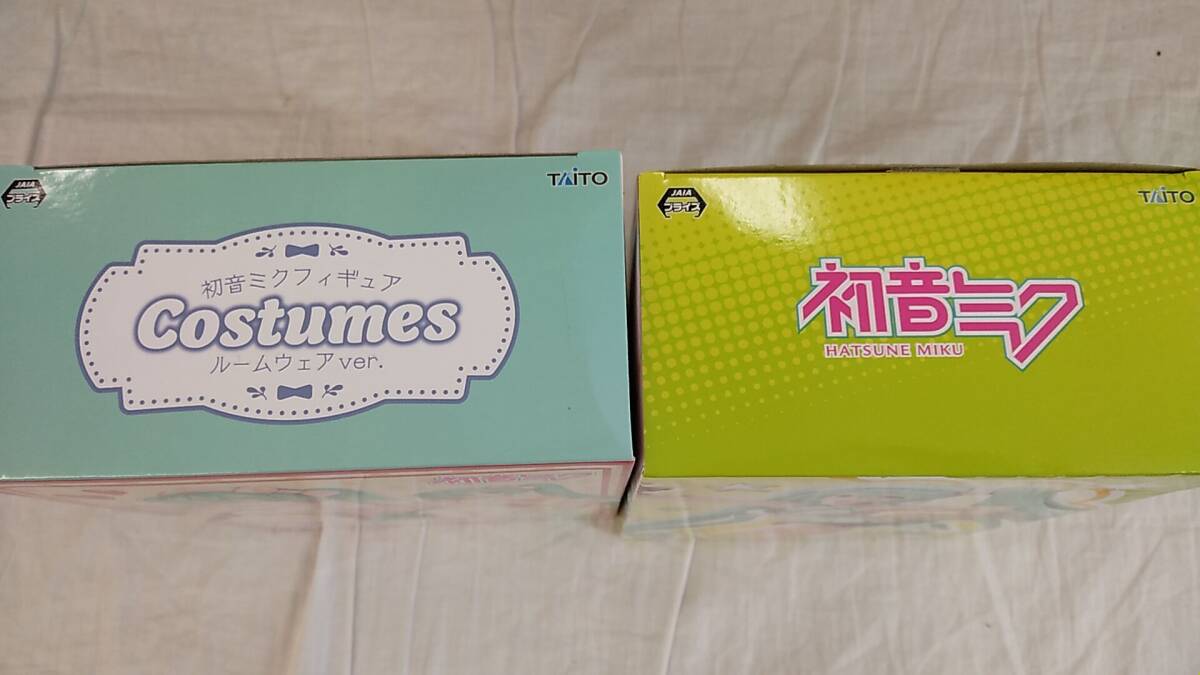 JAIA
プライズ
TAITO
初音ミクフィギュア
Costumes
ルームウェアver.
JAIA
プライズ
TAITO
初音ミク
HATSUNE MIKU